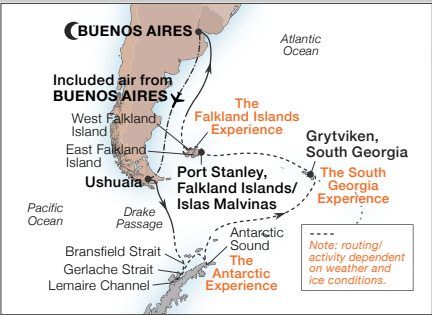 BUENOS AIRES
Atlantic
Ocean
Included air from
BUENOS AIRES
West Falkland
Island
The
Falkland Islands
Experience
East Falkland
Island
Grytviken,
South Georgia
Ushuaia
Port Stanley,
Falkland Islands/
Islas Malvinas
The South
Georgia
Experience
Pacific
Ocean
Drake
Passage
Antarctic
Sound
Bransfield Strait
Gerlache Strait
Lemaire Channel
The
Antarctic
Experience
Note: routing/
activity dependent
on weather and
ice conditions.